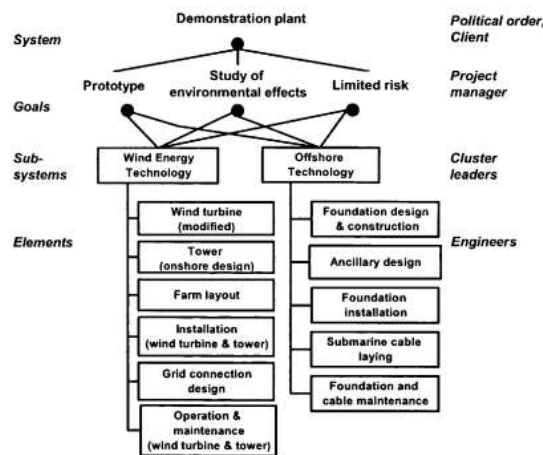 Demonstration plant
Political order,
Client
System
Prototype
Study of
environmental effects
Limited risk
Project
manager
Goals
Sub-
systems
Wind Energy
Technology
Offshore
Technology
Cluster
leaders
Elements
Wind turbine
(modified)
Tower
(onshore design)
Farm layout
Installation
(wind turbine & tower)
Grid connection
design
Operation &
maintenance
(wind turbine & tower)
Foundation design
& construction
Ancillary design
Foundation
installation
Submarine cable
laying
Foundation and
cable maintenance
Engineers